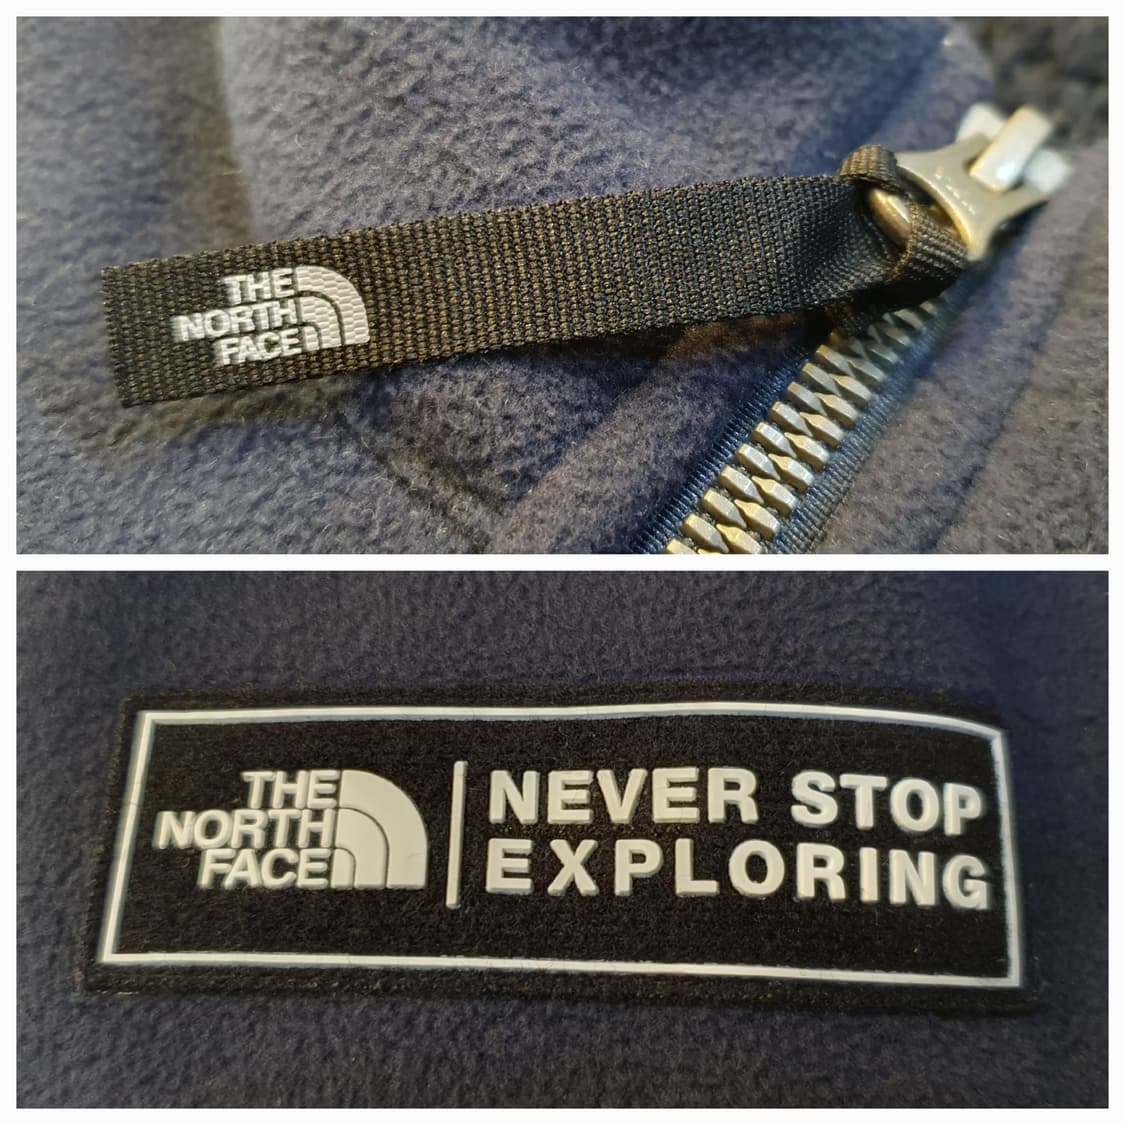 THE
NORTH
FACE
THE
NORTH
FACE
NEVER STOP
EXPLORING